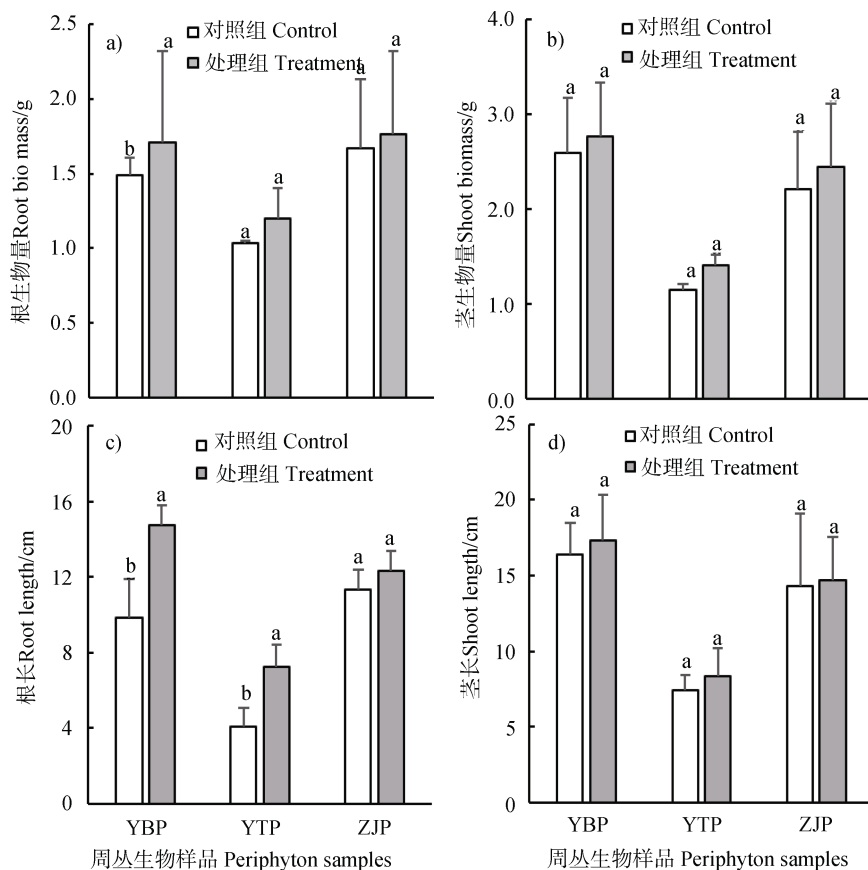 a)
对照组 Control
处理组 Treatment
根生物量Root bio mass/g
2.5
2.0
1.5
1.0
0.5
0.0
b
a
a
a
a
a
b)
对照组 Control
处理组 Treatment
茎生物量Shoot biomass/g
4.0
3.0
2.0
1.0
0.0
a
a
a
a
a
a
c)
对照组 Control
处理组 Treatment
根长Root length/cm
20
16
12
8
4
0
b
a
b
a
a
a
YBP
YTP
ZJP
周丛生物样品 Periphyton samples
d)
对照组 Control
处理组 Treatment
茎长Shoot length/cm
25
20
15
10
5
0
a
a
a
a
a
a
YBP
YTP
ZJP
周丛生物样品 Periphyton samples